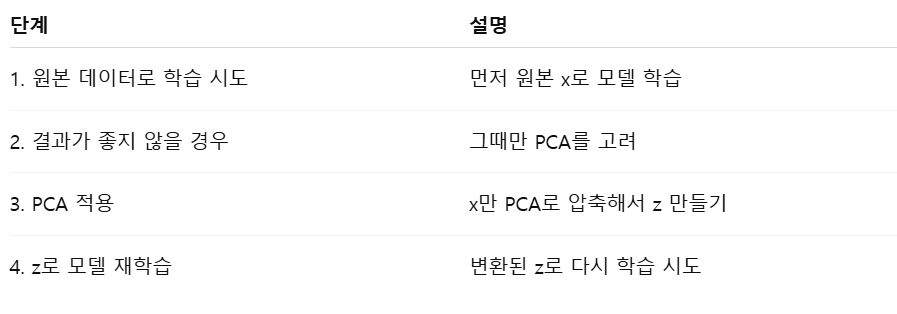 단계 설명
1. 원본 데이터로 학습 시도 먼저 원본 x로 모델 학습
2. 결과가 좋지 않을 경우 그때만 PCA를 고려
3. PCA 적용 x만 PCA로 압축해서 z 만들기
4. z로 모델 재학습 변환된 z로 다시 학습 시도